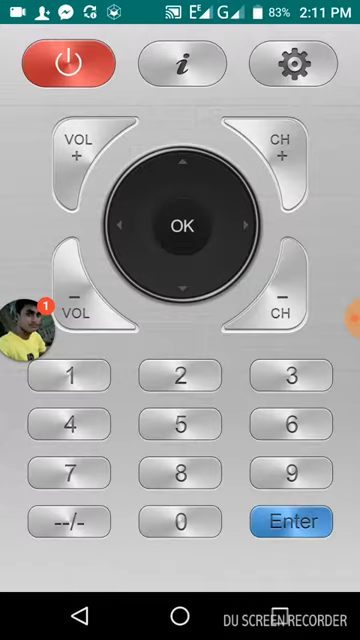 E E G 83% 2:11 PM
i
VOL CH
+ +
OK
1
− −
VOL CH
1 2 3
4 5 6
7 8 9
--/- 0 Enter
DU SCREEN RECORDER